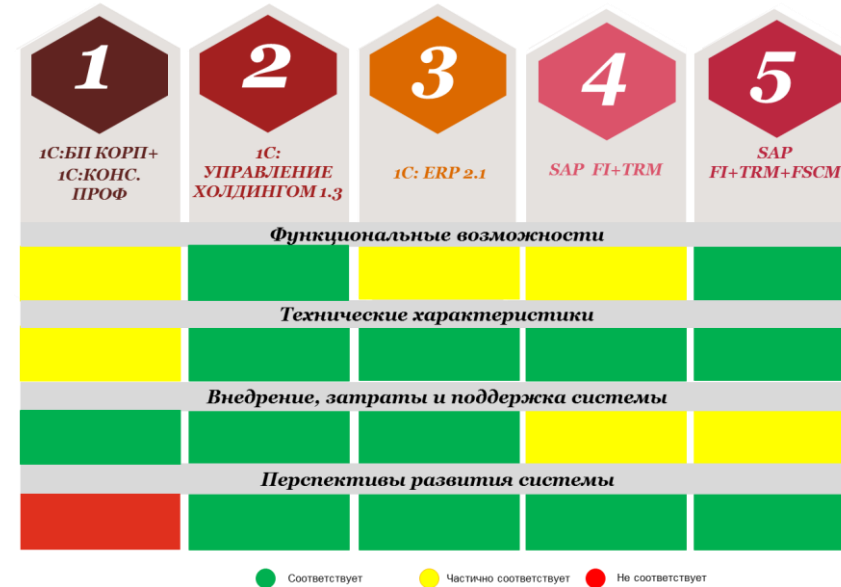 1
2
3
4
5
1С:БП КОРП+
1С:КОНС.
ПРОФ
1С:
УПРАВЛЕНИЕ
ХОЛДИНГОМ 1.3
1С: ERP 2.1
SAP FI+TRM
SAP
FI+TRM+FSCM
Функциональные возможности
Технические характеристики
Внедрение, затраты и поддержка системы
Перспективы развития системы
Соответствует
Частично соответствует
Не соответствует